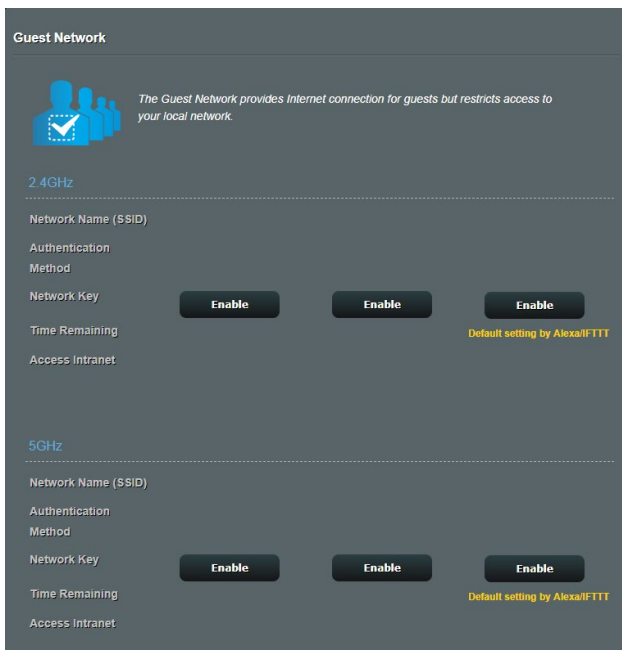 Guest Network
The Guest Network provides Internet connection for guests but restricts access to
your local network.
2.4GHz
Network Name (SSID)
Authentication
Method
Network Key
Enable Enable Enable
Time Remaining
Default setting by Alexa/IFTTT
Access Intranet
5GHz
Network Name (SSID)
Authentication
Method
Network Key
Enable Enable Enable
Time Remaining
Default setting by Alexa/IFTTT
Access Intranet